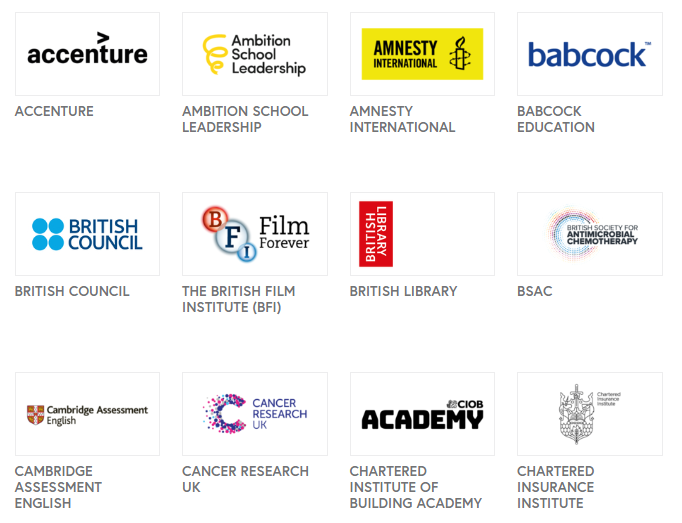 accenture
Ambition
School
Leadership
AMNESTY
INTERNATIONAL
babcock™
ACCENTURE
AMBITION SCHOOL
LEADERSHIP
AMNESTY
INTERNATIONAL
BABCOCK
EDUCATION
BRITISH
COUNCIL
B
F
I
Film
Forever
BRITISH
LIBRARY
BRITISH SOCIETY FOR
ANTIMICROBIAL
CHEMOTHERAPY
BRITISH COUNCIL
THE BRITISH FILM
INSTITUTE (BFI)
BRITISH LIBRARY
BSAC
Cambridge Assessment
English
CANCER
RESEARCH
UK
CIOB
ACADEMY
Chartered
Insurance
Institute
CAMBRIDGE
ASSESSMENT
ENGLISH
CANCER RESEARCH
UK
CHARTERED
INSTITUTE OF
BUILDING ACADEMY
CHARTERED
INSURANCE
INSTITUTE